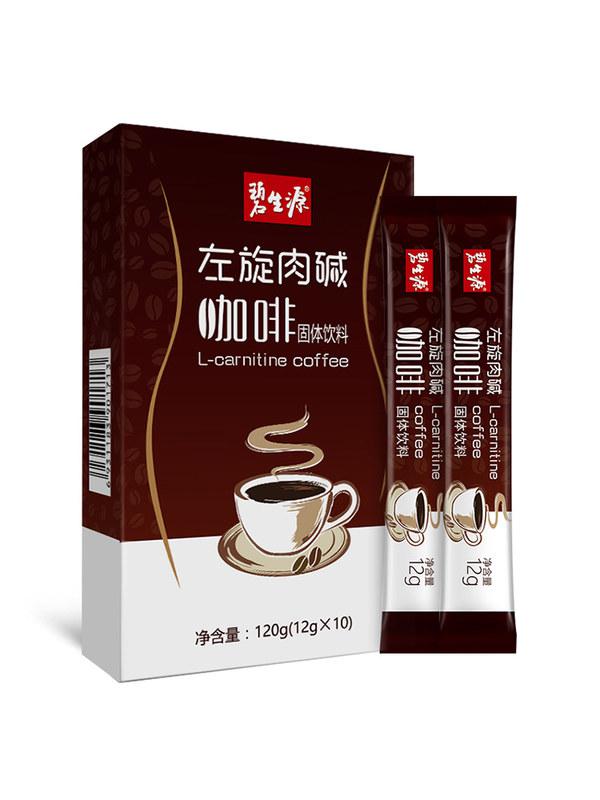 碧生源®
左旋肉碱
咖啡固体饮料
L-carnitine coffee
净含量：120g(12g×10)
碧生源
左旋肉碱
咖啡
L-carnitine
coffee
固体饮料
净含量
12g
碧生源
左旋肉碱
咖啡
L-carnitine
coffee
固体饮料
净含量
12g